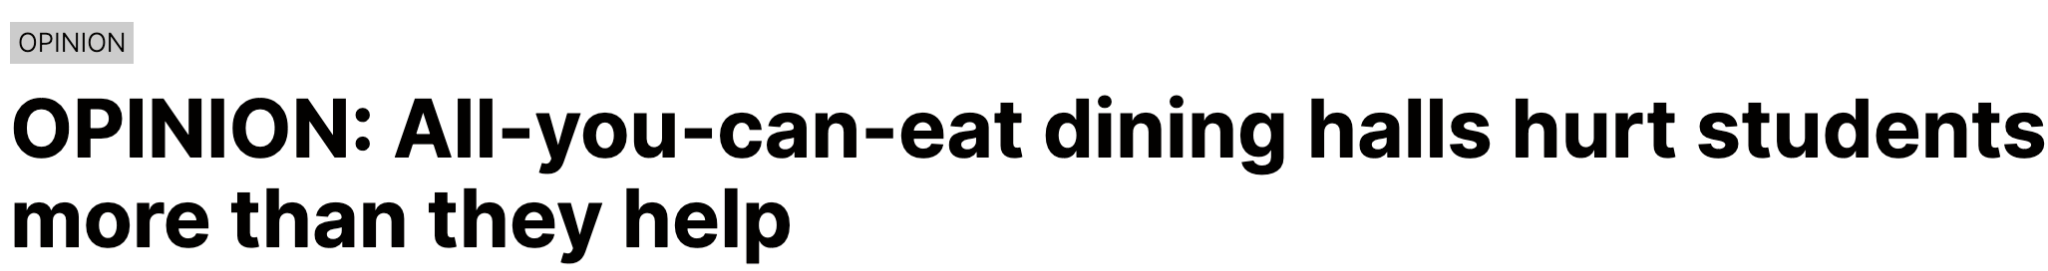 OPINION
OPINION: All-you-can-eat dining halls hurt students
more than they help